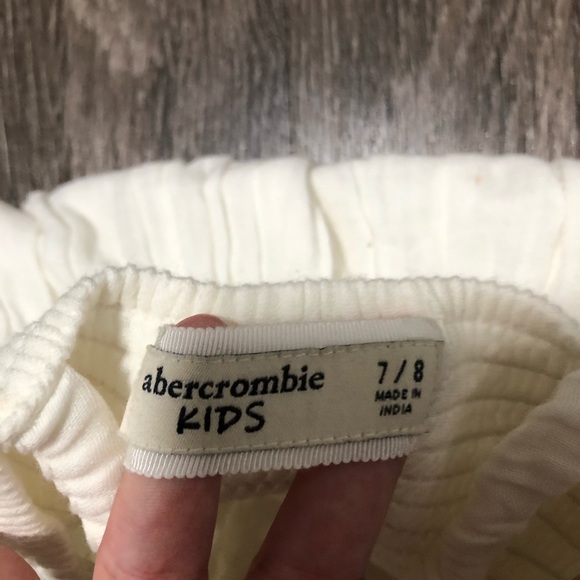 abercrombie
KIDS
7 / 8
MADE IN
INDIA